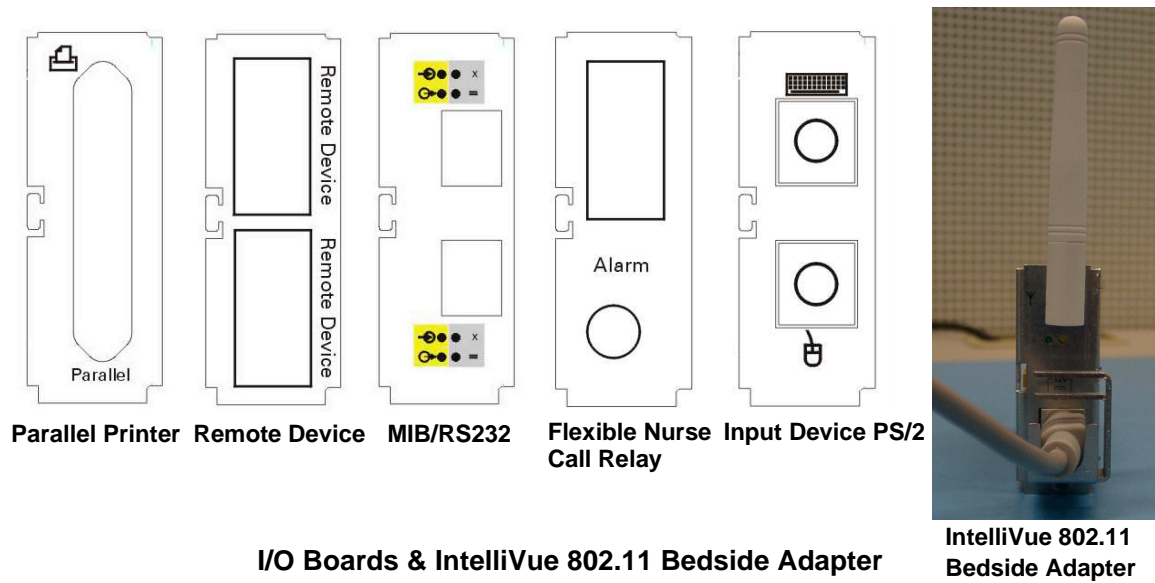 Parallel
Remote Device
Remote Device
x
=
x
=
Alarm
Parallel Printer
Remote Device
MIB/RS232
Flexible Nurse
Call Relay
Input Device PS/2
IntelliVue 802.11
Bedside Adapter
I/O Boards & IntelliVue 802.11 Bedside Adapter